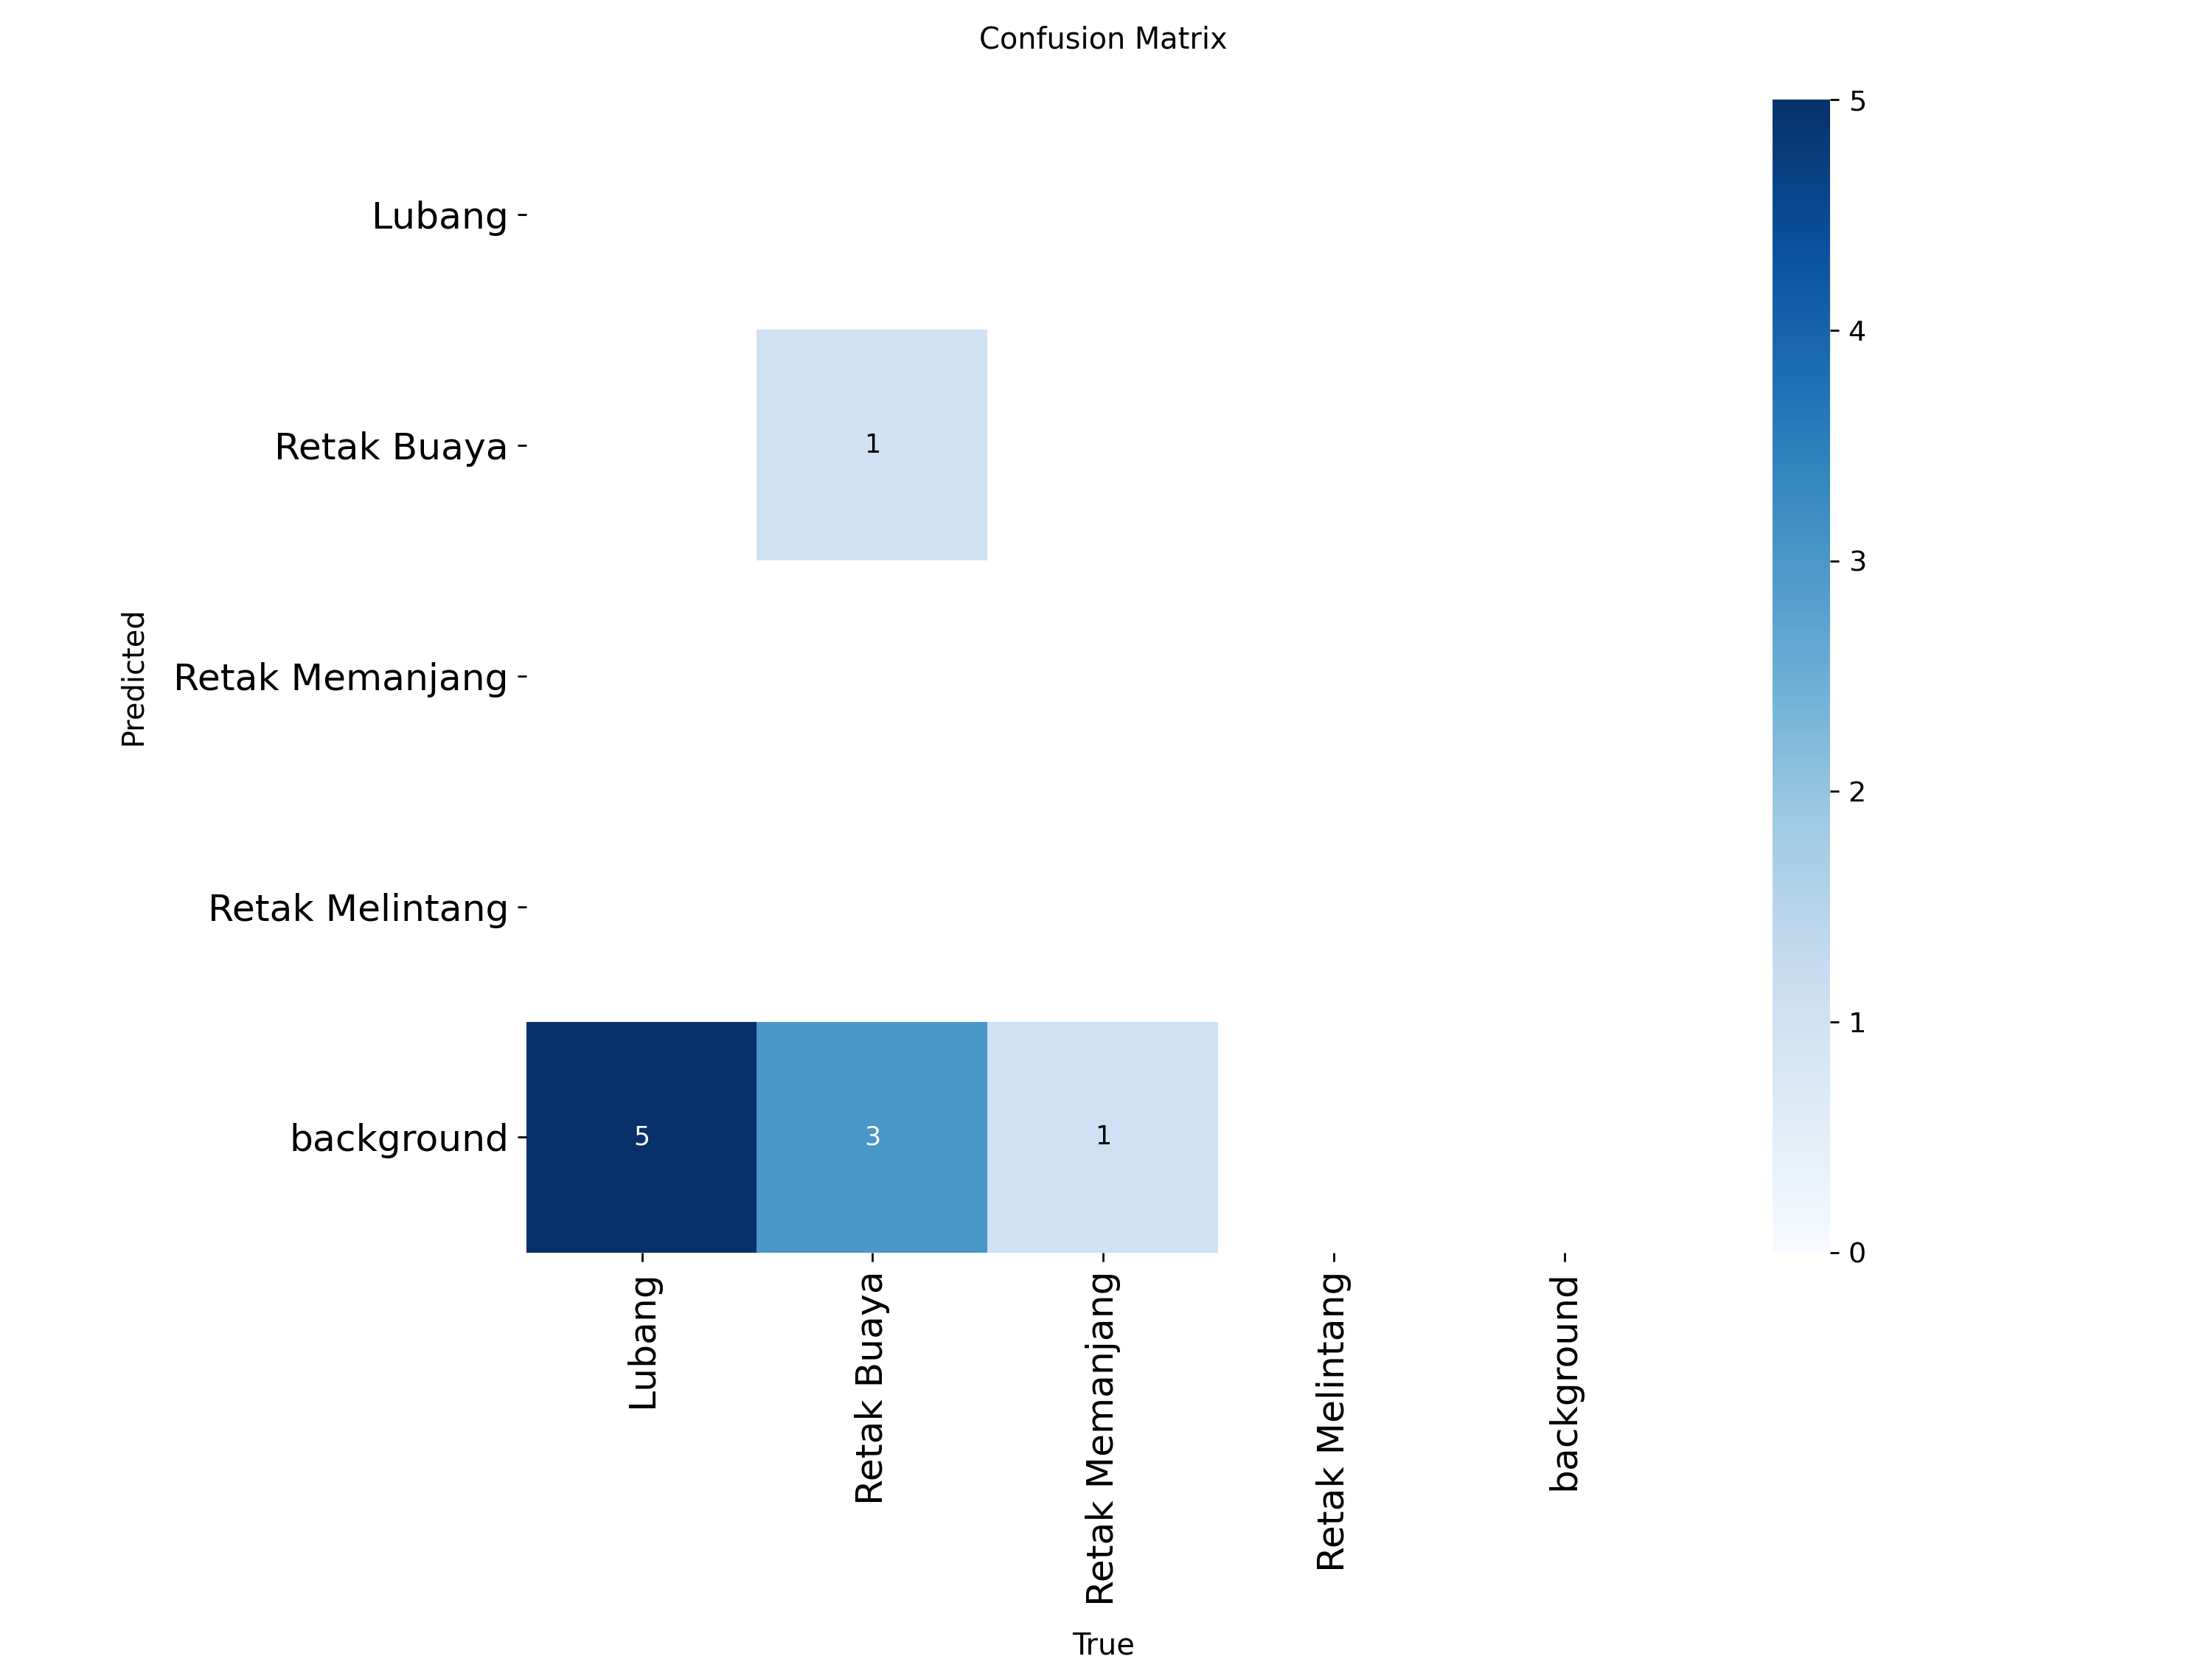 Confusion Matrix
Predicted
Lubang
Retak Buaya
Retak Memanjang
Retak Melintang
background
1
5
3
1
Lubang
Retak Buaya
Retak Memanjang
Retak Melintang
background
True
5
4
3
2
1
0